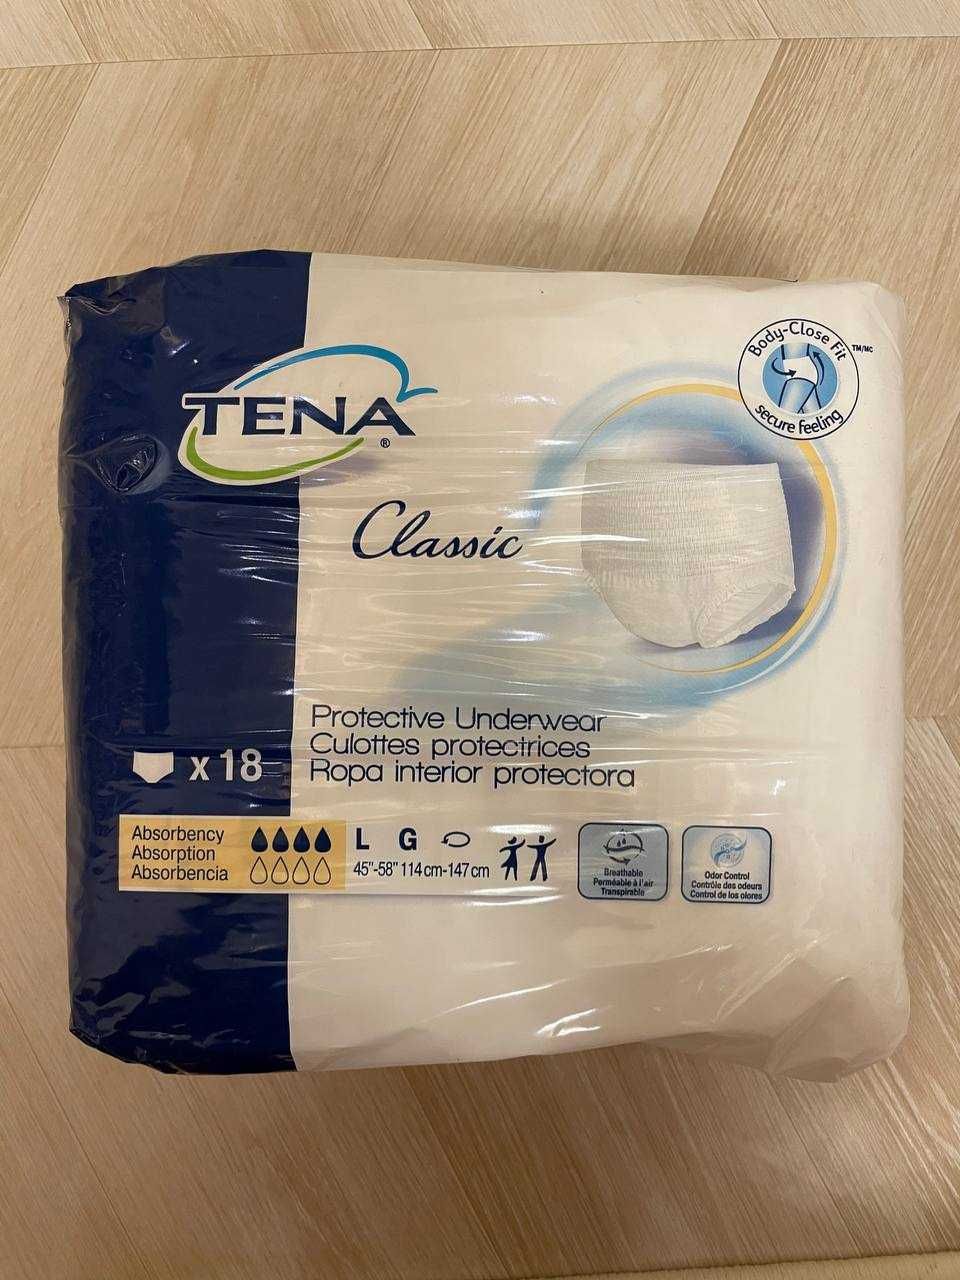 TENA®
Classic
Body-Close Fit
TM/MC
secure feeling
Protective Underwear
Culottes protectrices
Ropa interior protectora
x 18
Absorbency
Absorption
Absorbencia
L G
45"-58" 114 cm-147 cm
Breathable
Perméable à l'air
Transpirable
Odor Control
Contrôle des odeurs
Control de los olores